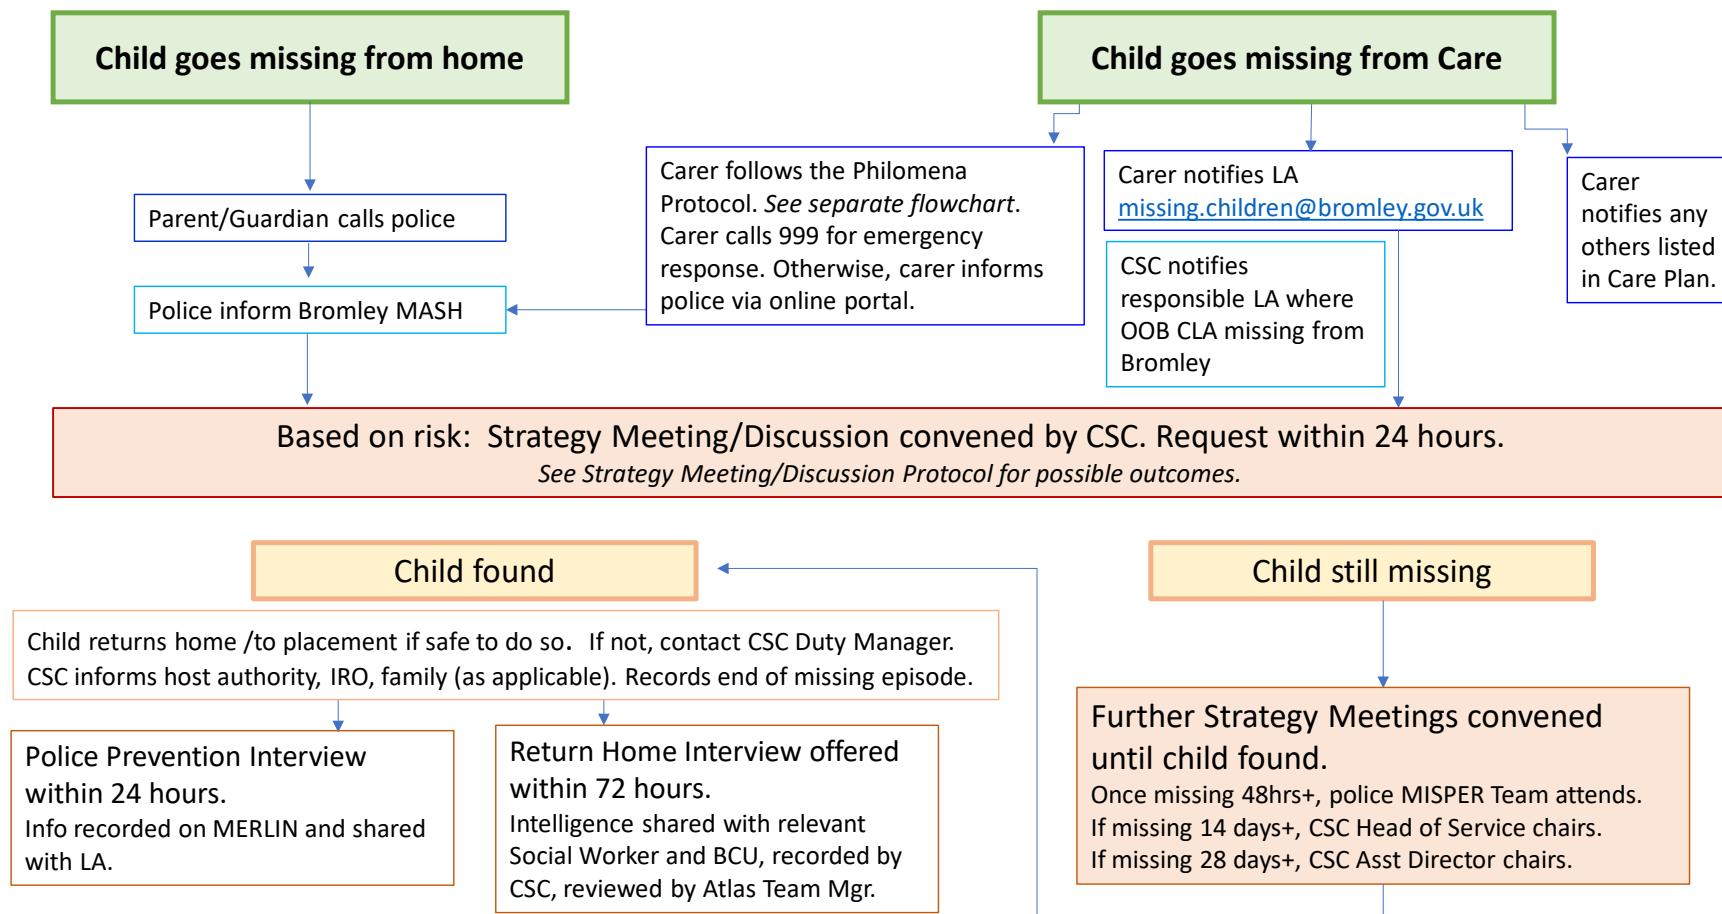 Child goes missing from home
Child goes missing from Care
Parent/Guardian calls police
Police inform Bromley MASH
Carer follows the Philomena
Protocol. See separate flowchart.
Carer calls 999 for emergency
response. Otherwise, carer informs
police via online portal.
Carer notifies LA
missing.children@bromley.gov.uk
CSC notifies
responsible LA where
OOB CLA missing from
Bromley
Carer
notifies any
others listed
in Care Plan.
Based on risk: Strategy Meeting/Discussion convened by CSC. Request within 24 hours.
See Strategy Meeting/Discussion Protocol for possible outcomes.
Child found
Child returns home /to placement if safe to do so. If not, contact CSC Duty Manager.
CSC informs host authority, IRO, family (as applicable). Records end of missing episode.
Police Prevention Interview
within 24 hours.
Info recorded on MERLIN and shared
with LA.
Return Home Interview offered
within 72 hours.
Intelligence shared with relevant
Social Worker and BCU, recorded by
CSC, reviewed by Atlas Team Mgr.
Child still missing
Further Strategy Meetings convened
until child found.
Once missing 48hrs+, police MISPER Team attends.
If missing 14 days+, CSC Head of Service chairs.
If missing 28 days+, CSC Asst Director chairs.